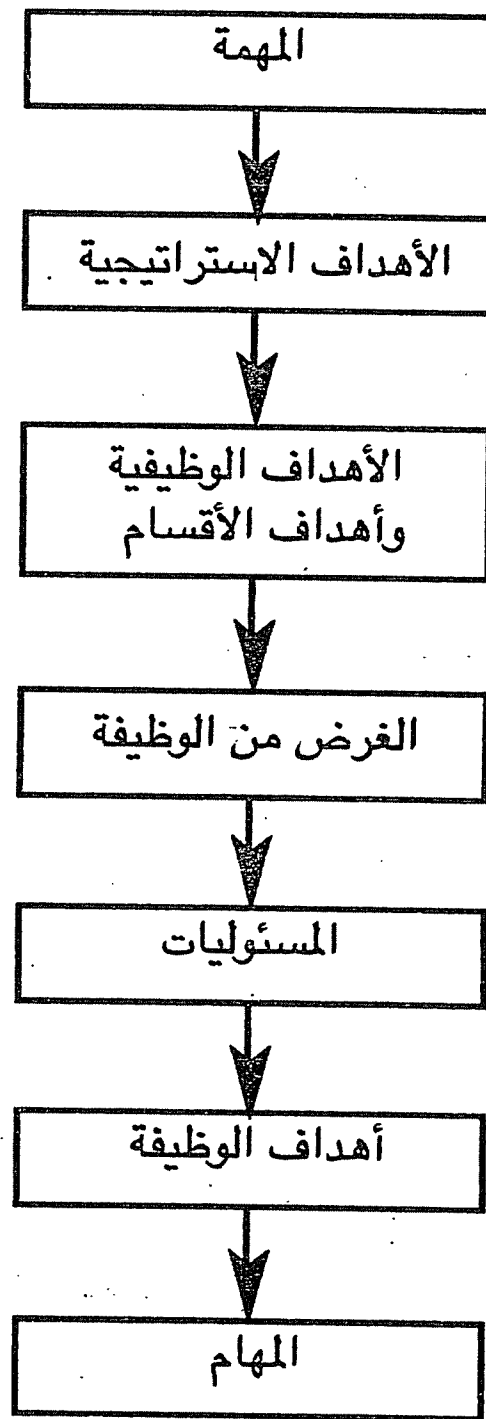 المهمة
الأهداف الاستراتيجية
الأهداف الوظيفية
وأهداف الأقسام
الغرض من الوظيفة
المسئوليات
أهداف الوظيفة
المهام